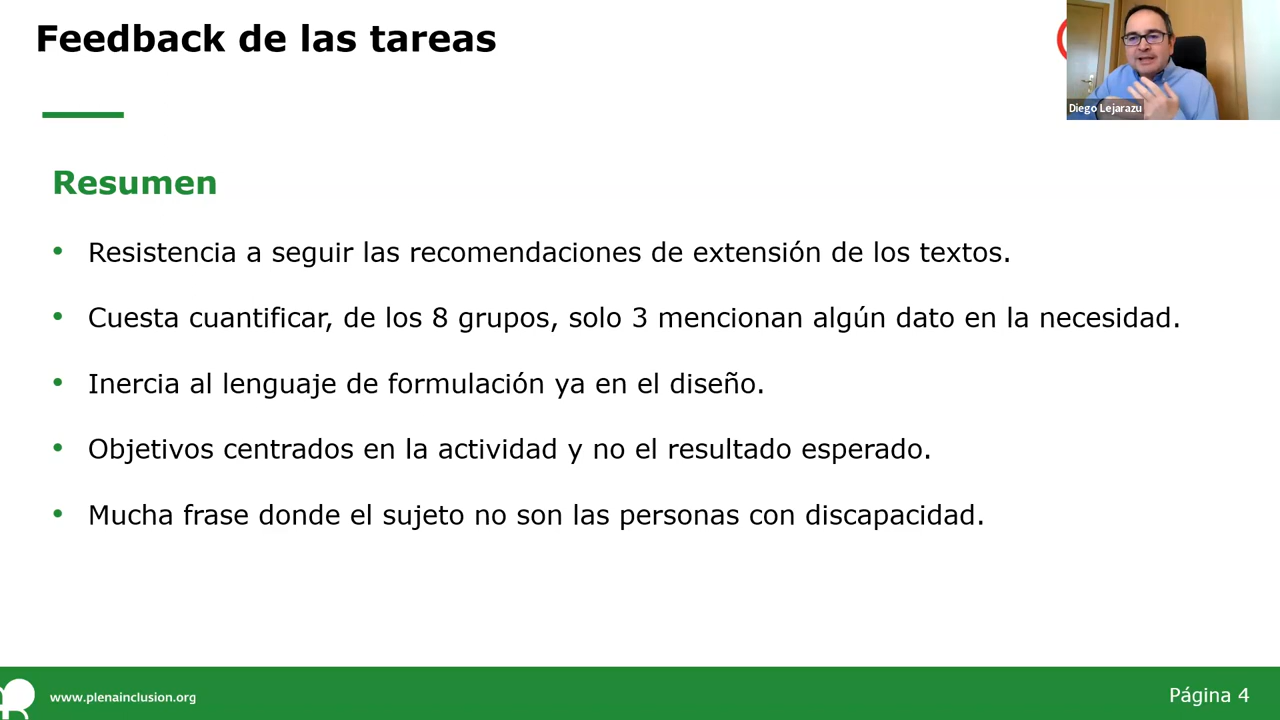 Feedback de las tareas
Diego Lejarazu
Resumen
• Resistencia a seguir las recomendaciones de extensión de los textos.
• Cuesta cuantificar, de los 8 grupos, solo 3 mencionan algún dato en la necesidad.
• Inercia al lenguaje de formulación ya en el diseño.
• Objetivos centrados en la actividad y no el resultado esperado.
• Mucha frase donde el sujeto no son las personas con discapacidad.
www.plenainclusion.org
Página 4